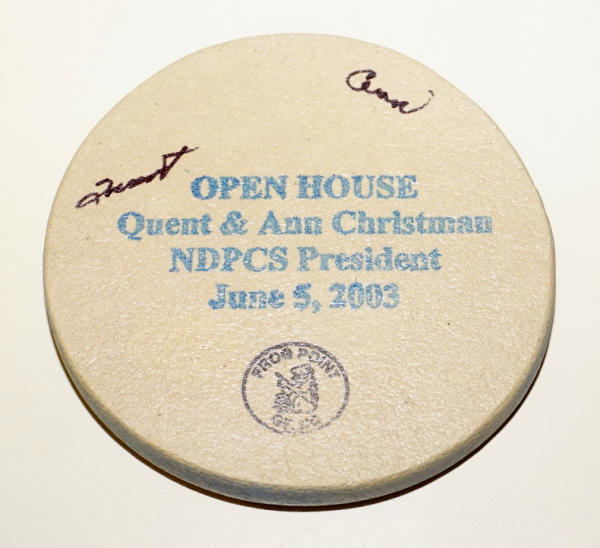 Ann
Quent
OPEN HOUSE
Quent & Ann Christman
NDPCS President
June 5, 2003
FROG POINT